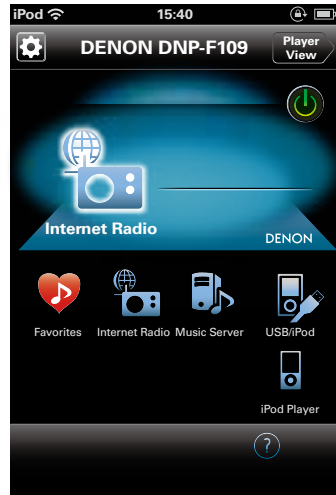 iPod 15:40
DENON DNP-F109
Player
View
Internet Radio
DENON
Favorites Internet Radio Music Server USB/iPod
iPod Player
?